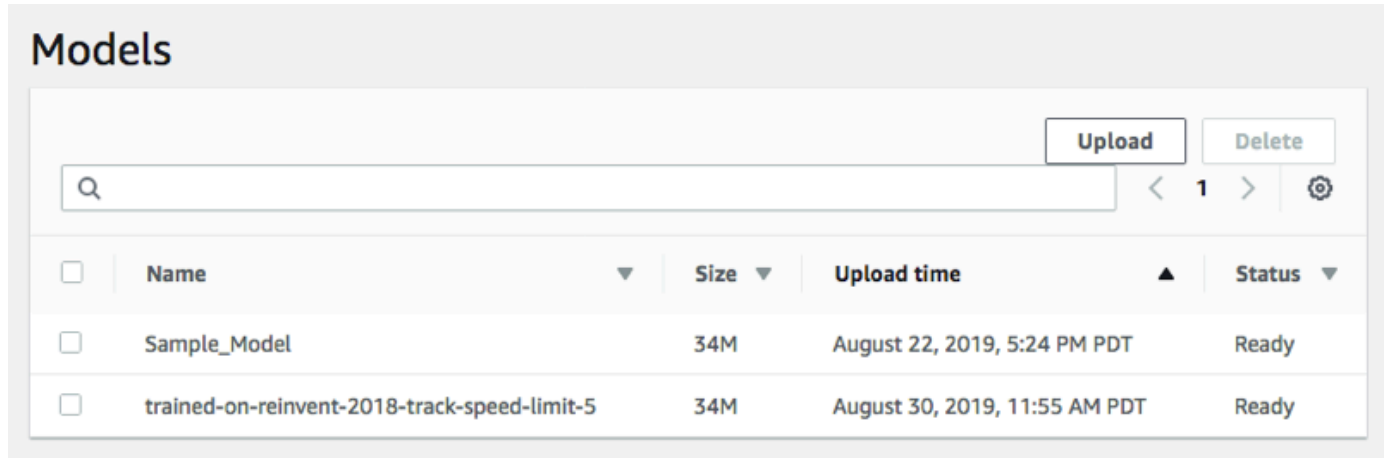 Models
Upload Delete
1
Name Size Upload time Status
Sample_Model 34M August 22, 2019, 5:24 PM PDT Ready
trained-on-reinvent-2018-track-speed-limit-5 34M August 30, 2019, 11:55 AM PDT Ready